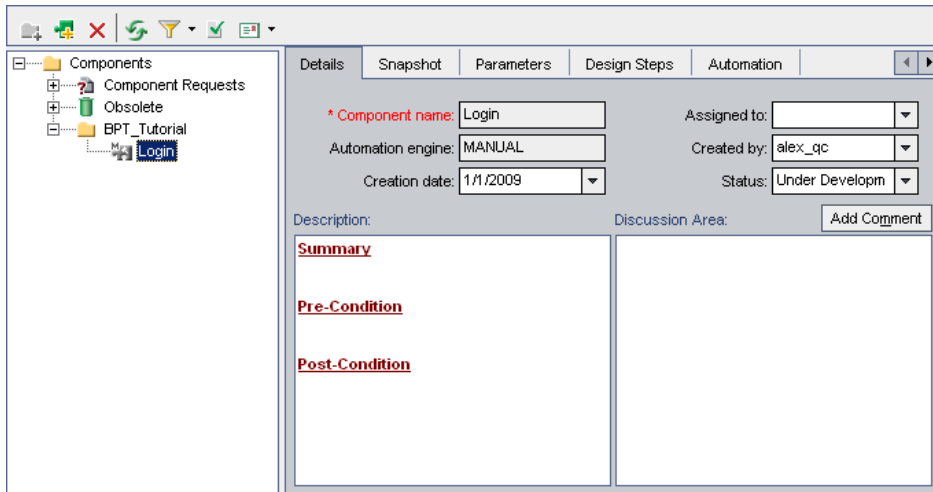 Components
Component Requests
Obsolete
BPT_Tutorial
M Login
Details Snapshot Parameters Design Steps Automation
* Component name: Login Assigned to:
Automation engine: MANUAL Created by: alex_qc
Creation date: 1/1/2009 Status: Under Developm
Description: Discussion Area: Add Comment
Summary
Pre-Condition
Post-Condition